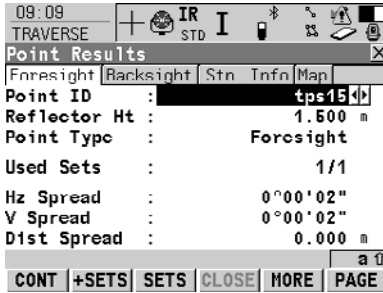 09:09
TRAVERSE
IR
STD
I
Point Results
Foresight Backsight Stn Info Map
Point ID : tps15
Reflector Ht : 1.500 m
Point Type : Foresight
Used Sets : 1/1
Hz Spread : 0°00'02"
V Spread : 0°00'02"
Dist Spread : 0.000 m
a
CONT +SETS SETS CLOSE MORE PAGE